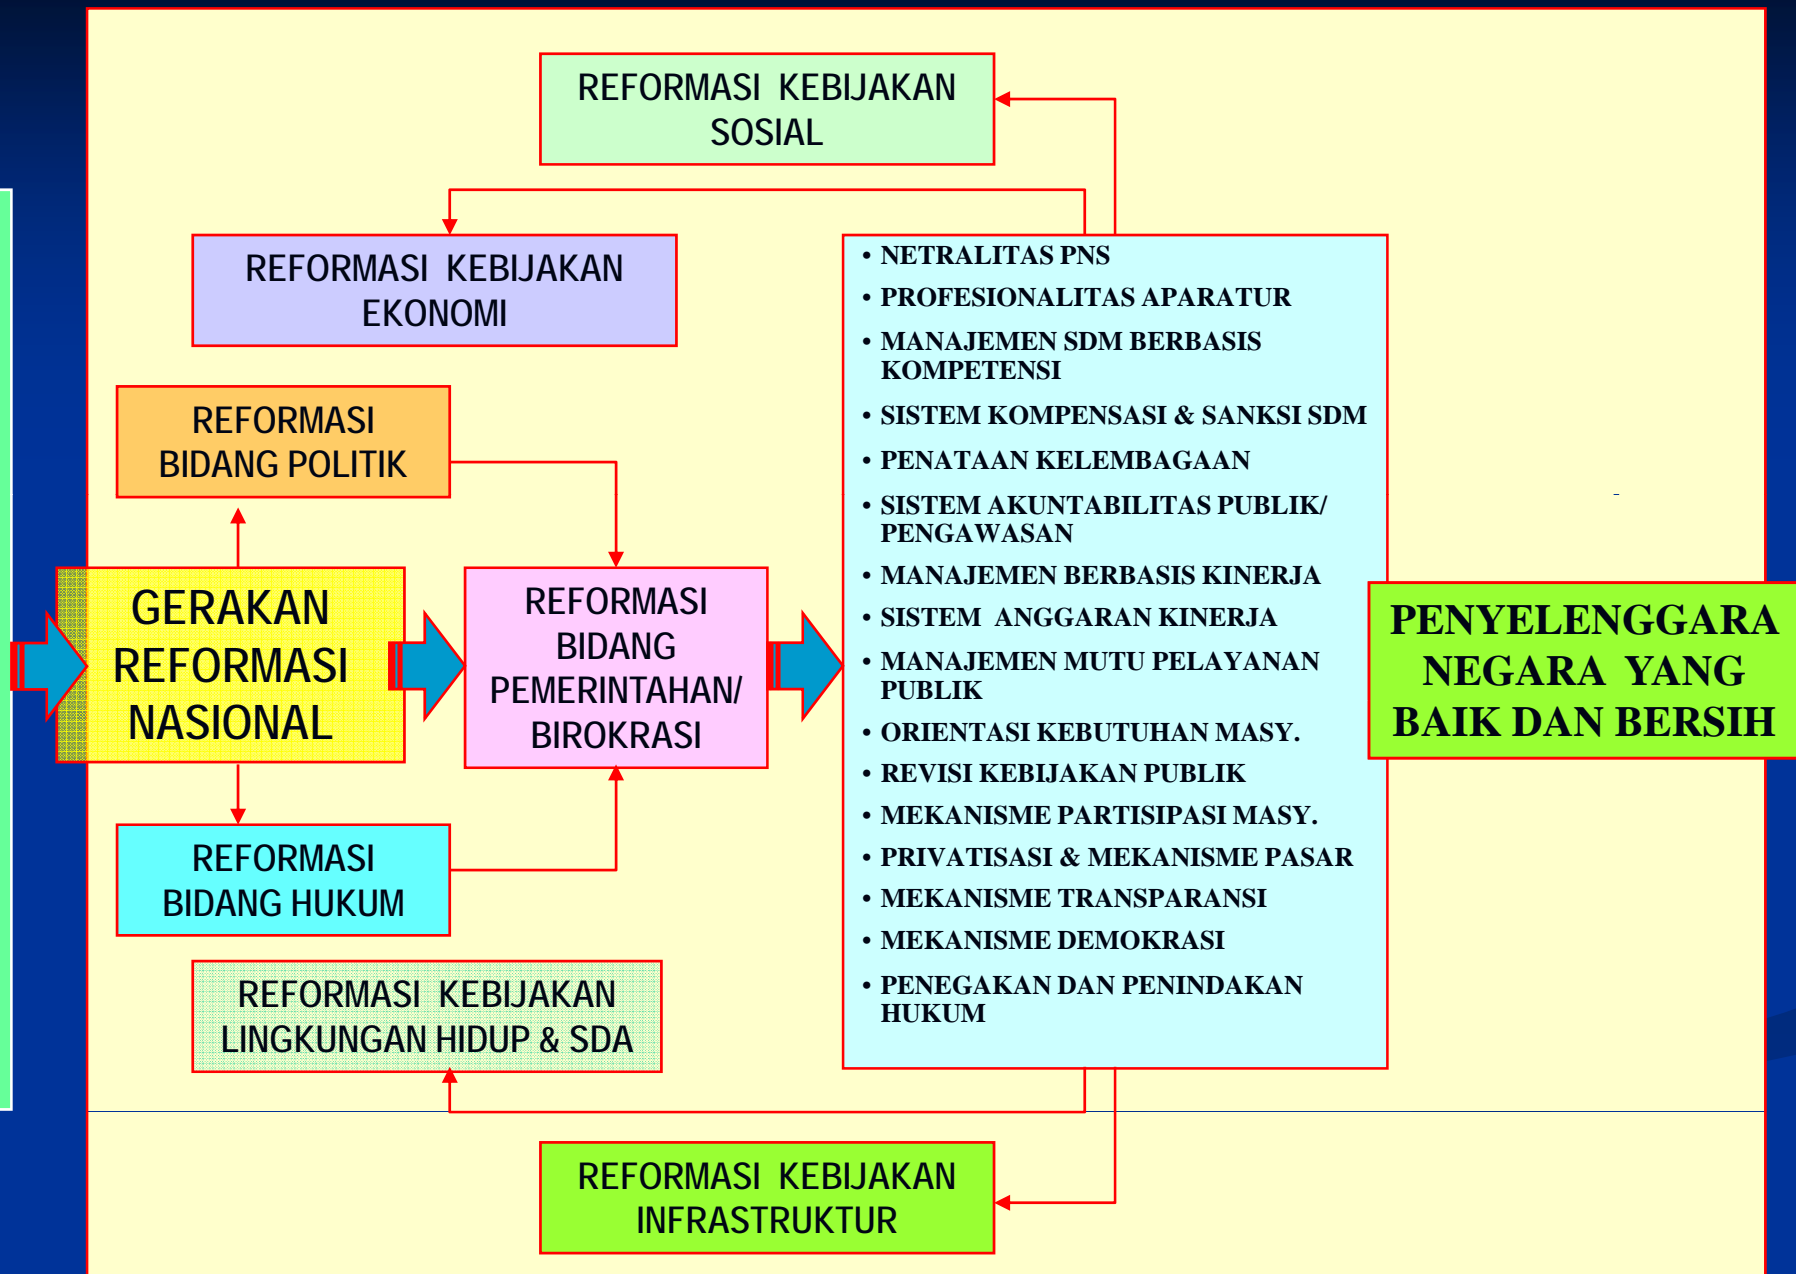 REFORMASI KEBIJAKAN
SOSIAL
REFORMASI KEBIJAKAN
EKONOMI
REFORMASI
BIDANG POLITIK
GERAKAN
REFORMASI
NASIONAL
REFORMASI
BIDANG
PEMERINTAHAN/
BIROKRASI
REFORMASI
BIDANG HUKUM
REFORMASI KEBIJAKAN
LINGKUNGAN HIDUP & SDA
REFORMASI KEBIJAKAN
INFRASTRUKTUR
• NETRALITAS PNS
• PROFESIONALITAS APARATUR
• MANAJEMEN SDM BERBASIS
KOMPETENSI
• SISTEM KOMPENSASI & SANKSI SDM
• PENATAAN KELEMBAGAAN
• SISTEM AKUNTABILITAS PUBLIK/
PENGAWASAN
• MANAJEMEN BERBASIS KINERJA
• SISTEM ANGGARAN KINERJA
• MANAJEMEN MUTU PELAYANAN
PUBLIK
• ORIENTASI KEBUTUHAN MASY.
• REVISI KEBIJAKAN PUBLIK
• MEKANISME PARTISIPASI MASY.
• PRIVATISASI & MEKANISME PASAR
• MEKANISME TRANSPARANSI
• MEKANISME DEMOKRASI
• PENEGAKAN DAN PENINDAKAN
HUKUM
PENYELENGGARA
NEGARA YANG
BAIK DAN BERSIH